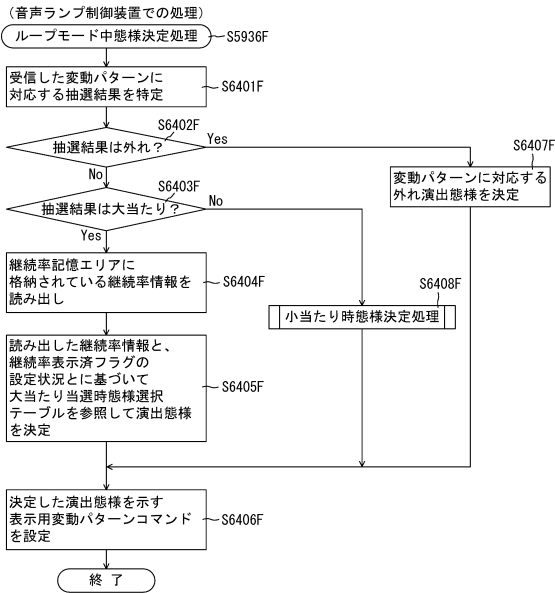 (音声ランプ制御装置での処理)
ループモード中態様決定処理
S5936F
受信した変動パターンに
対応する抽選結果を特定
S6401F
抽選結果は外れ?
S6402F
Yes
No
S6407F
変動パターンに対応する
外れ演出態様を決定
抽選結果は大当たり?
S6403F
No
Yes
継続率記憶エリアに
格納されている継続率情報を
読み出し
S6404F
S6408F
小当たり時態様決定処理
読み出した継続率情報と、
継続率表示済フラグの
設定状況とに基づいて
大当たり当選時態様選択
テーブルを参照して演出態様
を決定
S6405F
決定した演出態様を示す
表示用変動パターンコマンド
を設定
S6406F
終 了